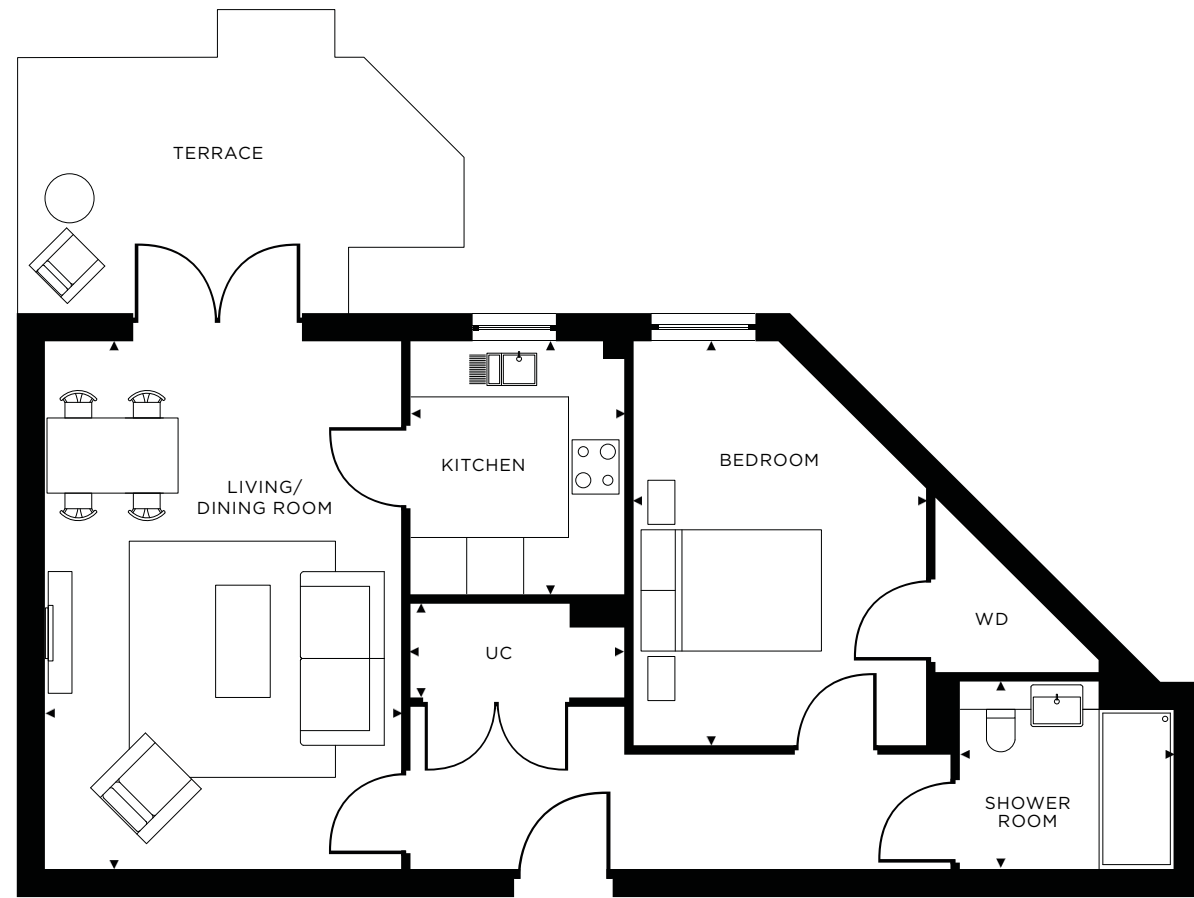 TERRACE
LIVING/
DINING ROOM
KITCHEN
BEDROOM
UC
WD
SHOWER
ROOM